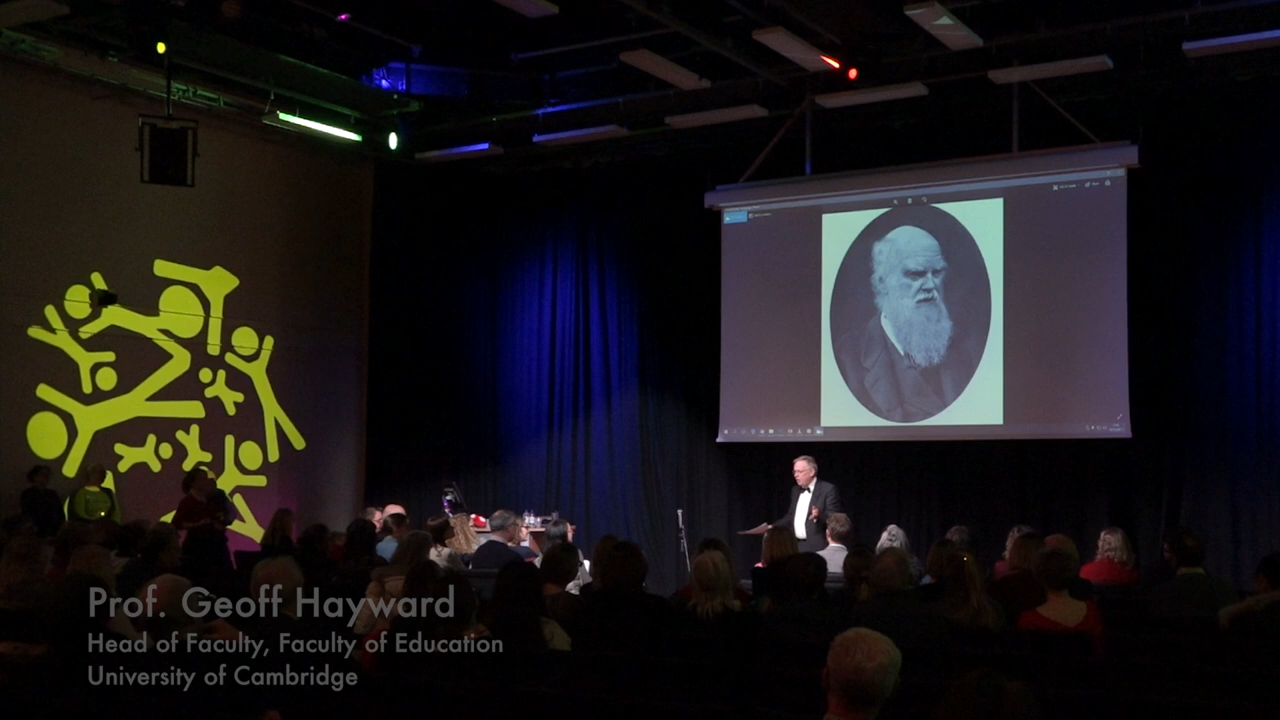 Prof. Geoff Hayward
Head of Faculty, Faculty of Education
University of Cambridge